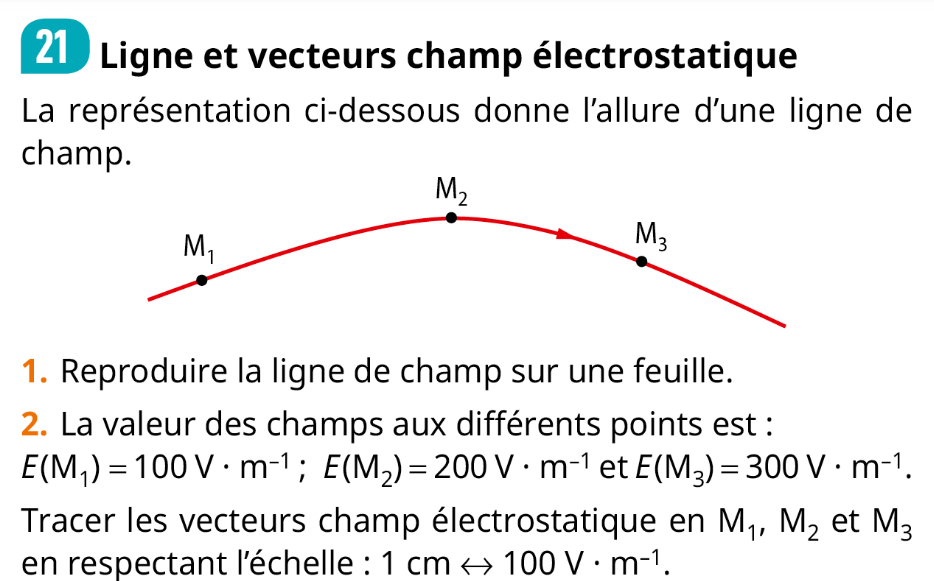 21 Ligne et vecteurs champ électrostatique
La représentation ci-dessous donne l’allure d’une ligne de
champ.
M₂
M₁
M₃
1. Reproduire la ligne de champ sur une feuille.
2. La valeur des champs aux différents points est :
E(M₁) = 100 V · m⁻¹ ; E(M₂) = 200 V · m⁻¹ et E(M₃) = 300 V · m⁻¹.
Tracer les vecteurs champ électrostatique en M₁, M₂ et M₃
en respectant l’échelle : 1 cm ↔ 100 V · m⁻¹.